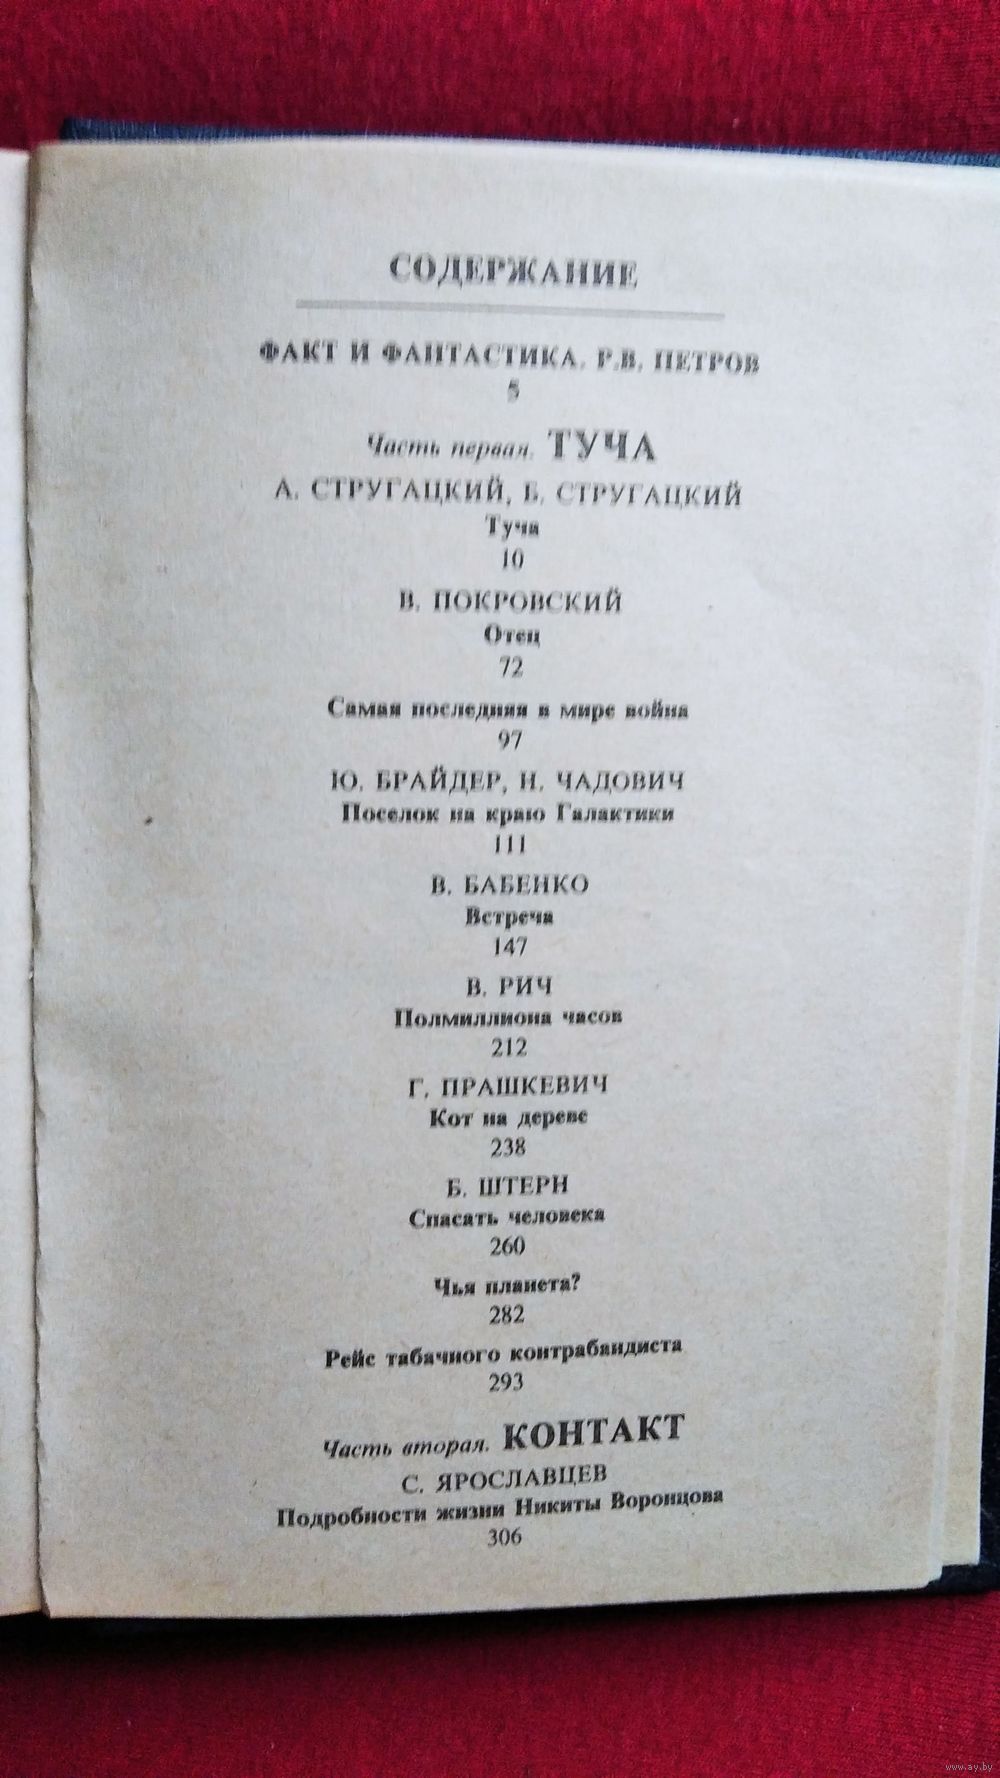 СОДЕРЖАНИЕ
ФАКТ И ФАНТАСТИКА. Р.В. ПЕТРОВ
5
Часть первая. ТУЧА
А. СТРУГАЦКИЙ, Б. СТРУГАЦКИЙ
Туча
10
В. ПОКРОВСКИЙ
Отец
72
Самая последняя в мире война
97
Ю. БРАЙДЕР, Н. ЧАДОВИЧ
Поселок на краю Галактики
111
В. БАБЕНКО
Встреча
147
В. РИЧ
Полмиллиона часов
212
Г. ПРАШКЕВИЧ
Кот на дереве
238
Б. ШТЕРН
Спасать человека
260
Чья планета?
282
Рейс табачного контрабандиста
293
Часть вторая. КОНТАКТ
С. ЯРОСЛАВЦЕВ
Подробности жизни Никиты Воронцова
306
www.ay.by